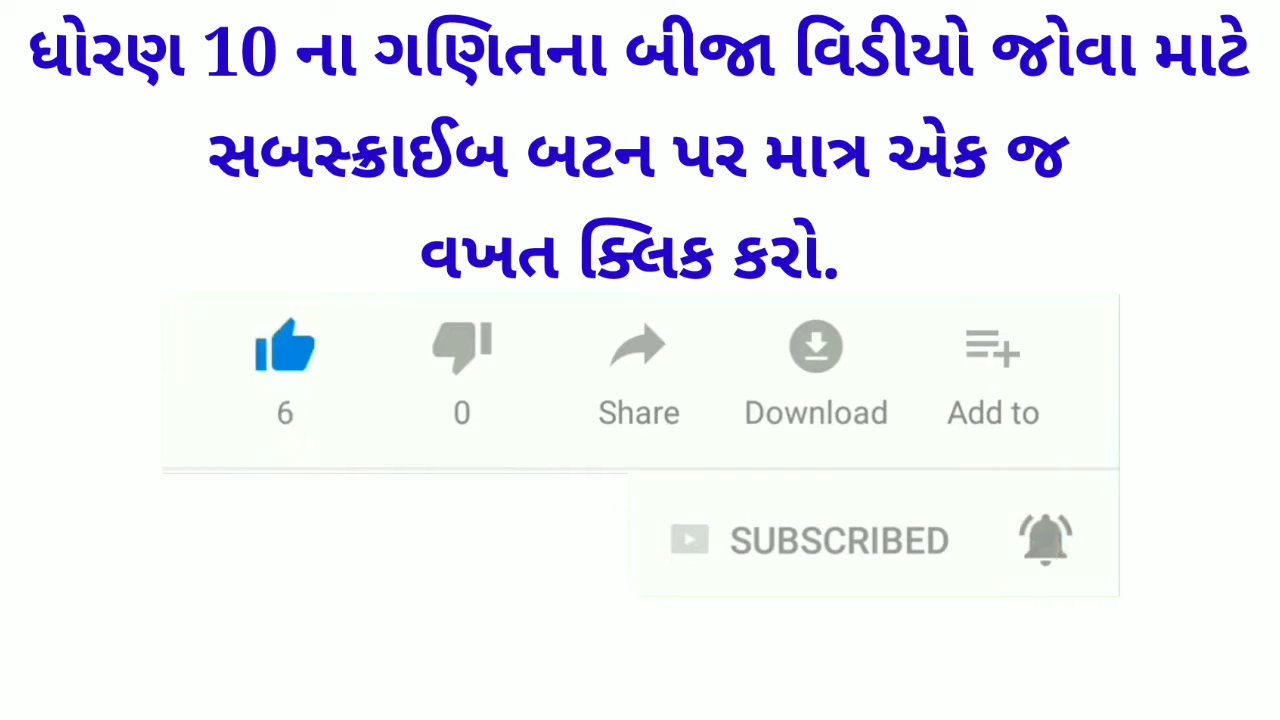 ધોરણ 10 ના ગણિતના બીજા વિડીયો જોવા માટે
સબસ્ક્રાઈબ બટન પર માત્ર એક જ
વખત ક્લિક કરો.
6 0 Share Download Add to
SUBSCRIBED